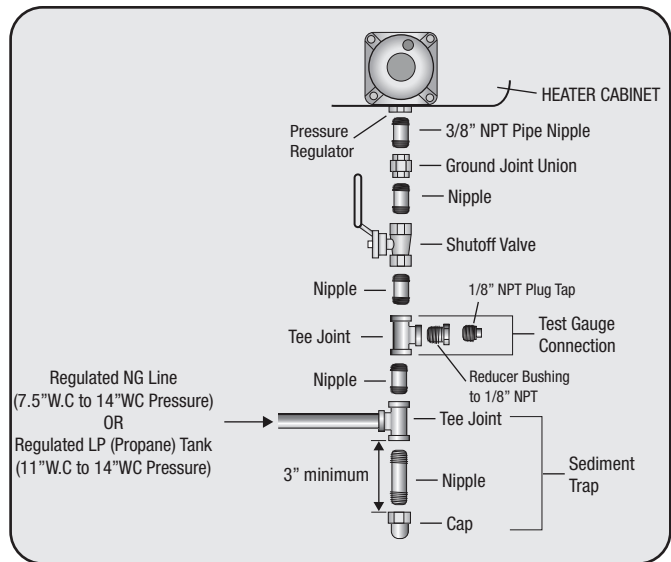 HEATER CABINET
Pressure
Regulator
3/8” NPT Pipe Nipple
Ground Joint Union
Nipple
Shutoff Valve
Nipple
1/8” NPT Plug Tap
Tee Joint
Test Gauge
Connection
Nipple
Reducer Bushing
to 1/8” NPT
Regulated NG Line
(7.5”W.C to 14”WC Pressure)
OR
Regulated LP (Propane) Tank
(11”W.C to 14”WC Pressure)
Tee Joint
3” minimum
Nipple
Sediment
Trap
Cap